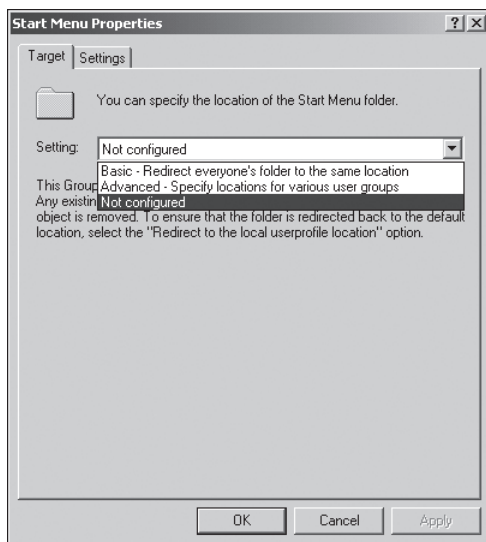 Start Menu Properties
Target Settings
You can specify the location of the Start Menu folder.
Setting: Not configured
Basic - Redirect everyone's folder to the same location
This Group Advanced - Specify locations for various user groups
Any Not configured
object is removed. To ensure that the folder is redirected back to the default
location, select the "Redirect to the local userprofile location" option.
OK Cancel Apply